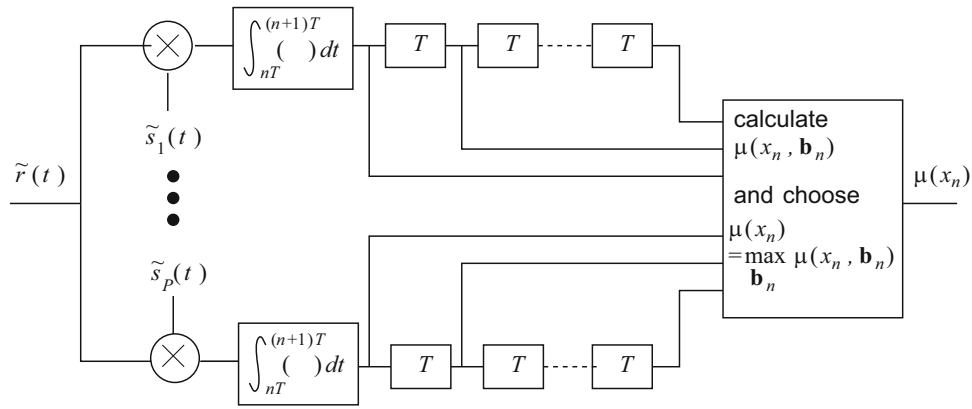 ∫_{nT}^{(n+1)T} (  ) dt
T
T
T
r̃(t)
s̃_1(t)
s̃_P(t)
calculate
μ(x_n, 𝐛_n)
and choose
μ(x_n)
= max μ(x_n, 𝐛_n)
𝐛_n
μ(x_n)
∫_{nT}^{(n+1)T} (  ) dt
T
T
T